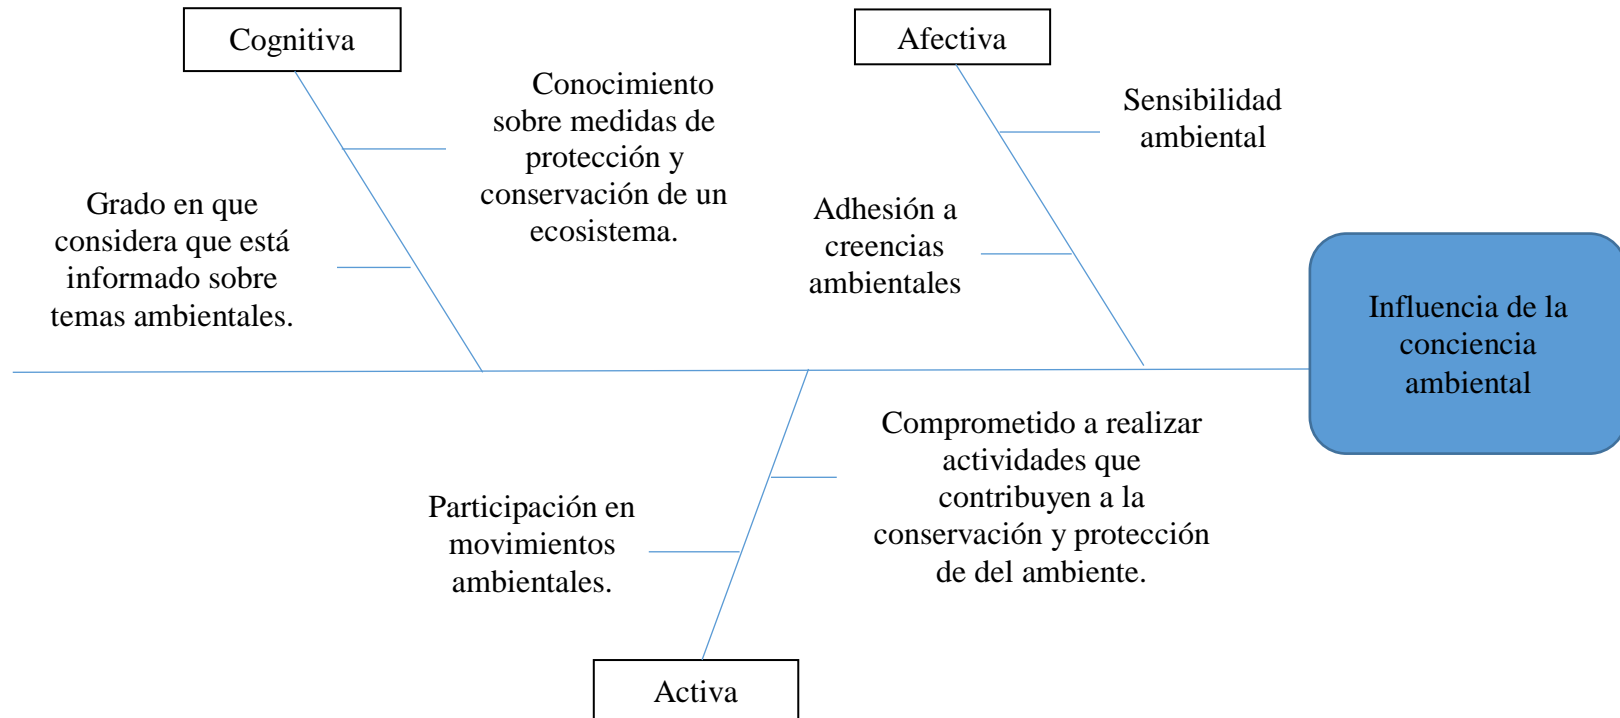 Cognitiva
Conocimiento
sobre medidas de
protección y
conservación de un
ecosistema.
Grado en que
considera que está
informado sobre
temas ambientales.
Afectiva
Sensibilidad
ambiental
Adhesión a
creencias
ambientales
Influencia de la
conciencia
ambiental
Participación en
movimientos
ambientales.
Comprometido a realizar
actividades que
contribuyen a la
conservación y protección
de del ambiente.
Activa